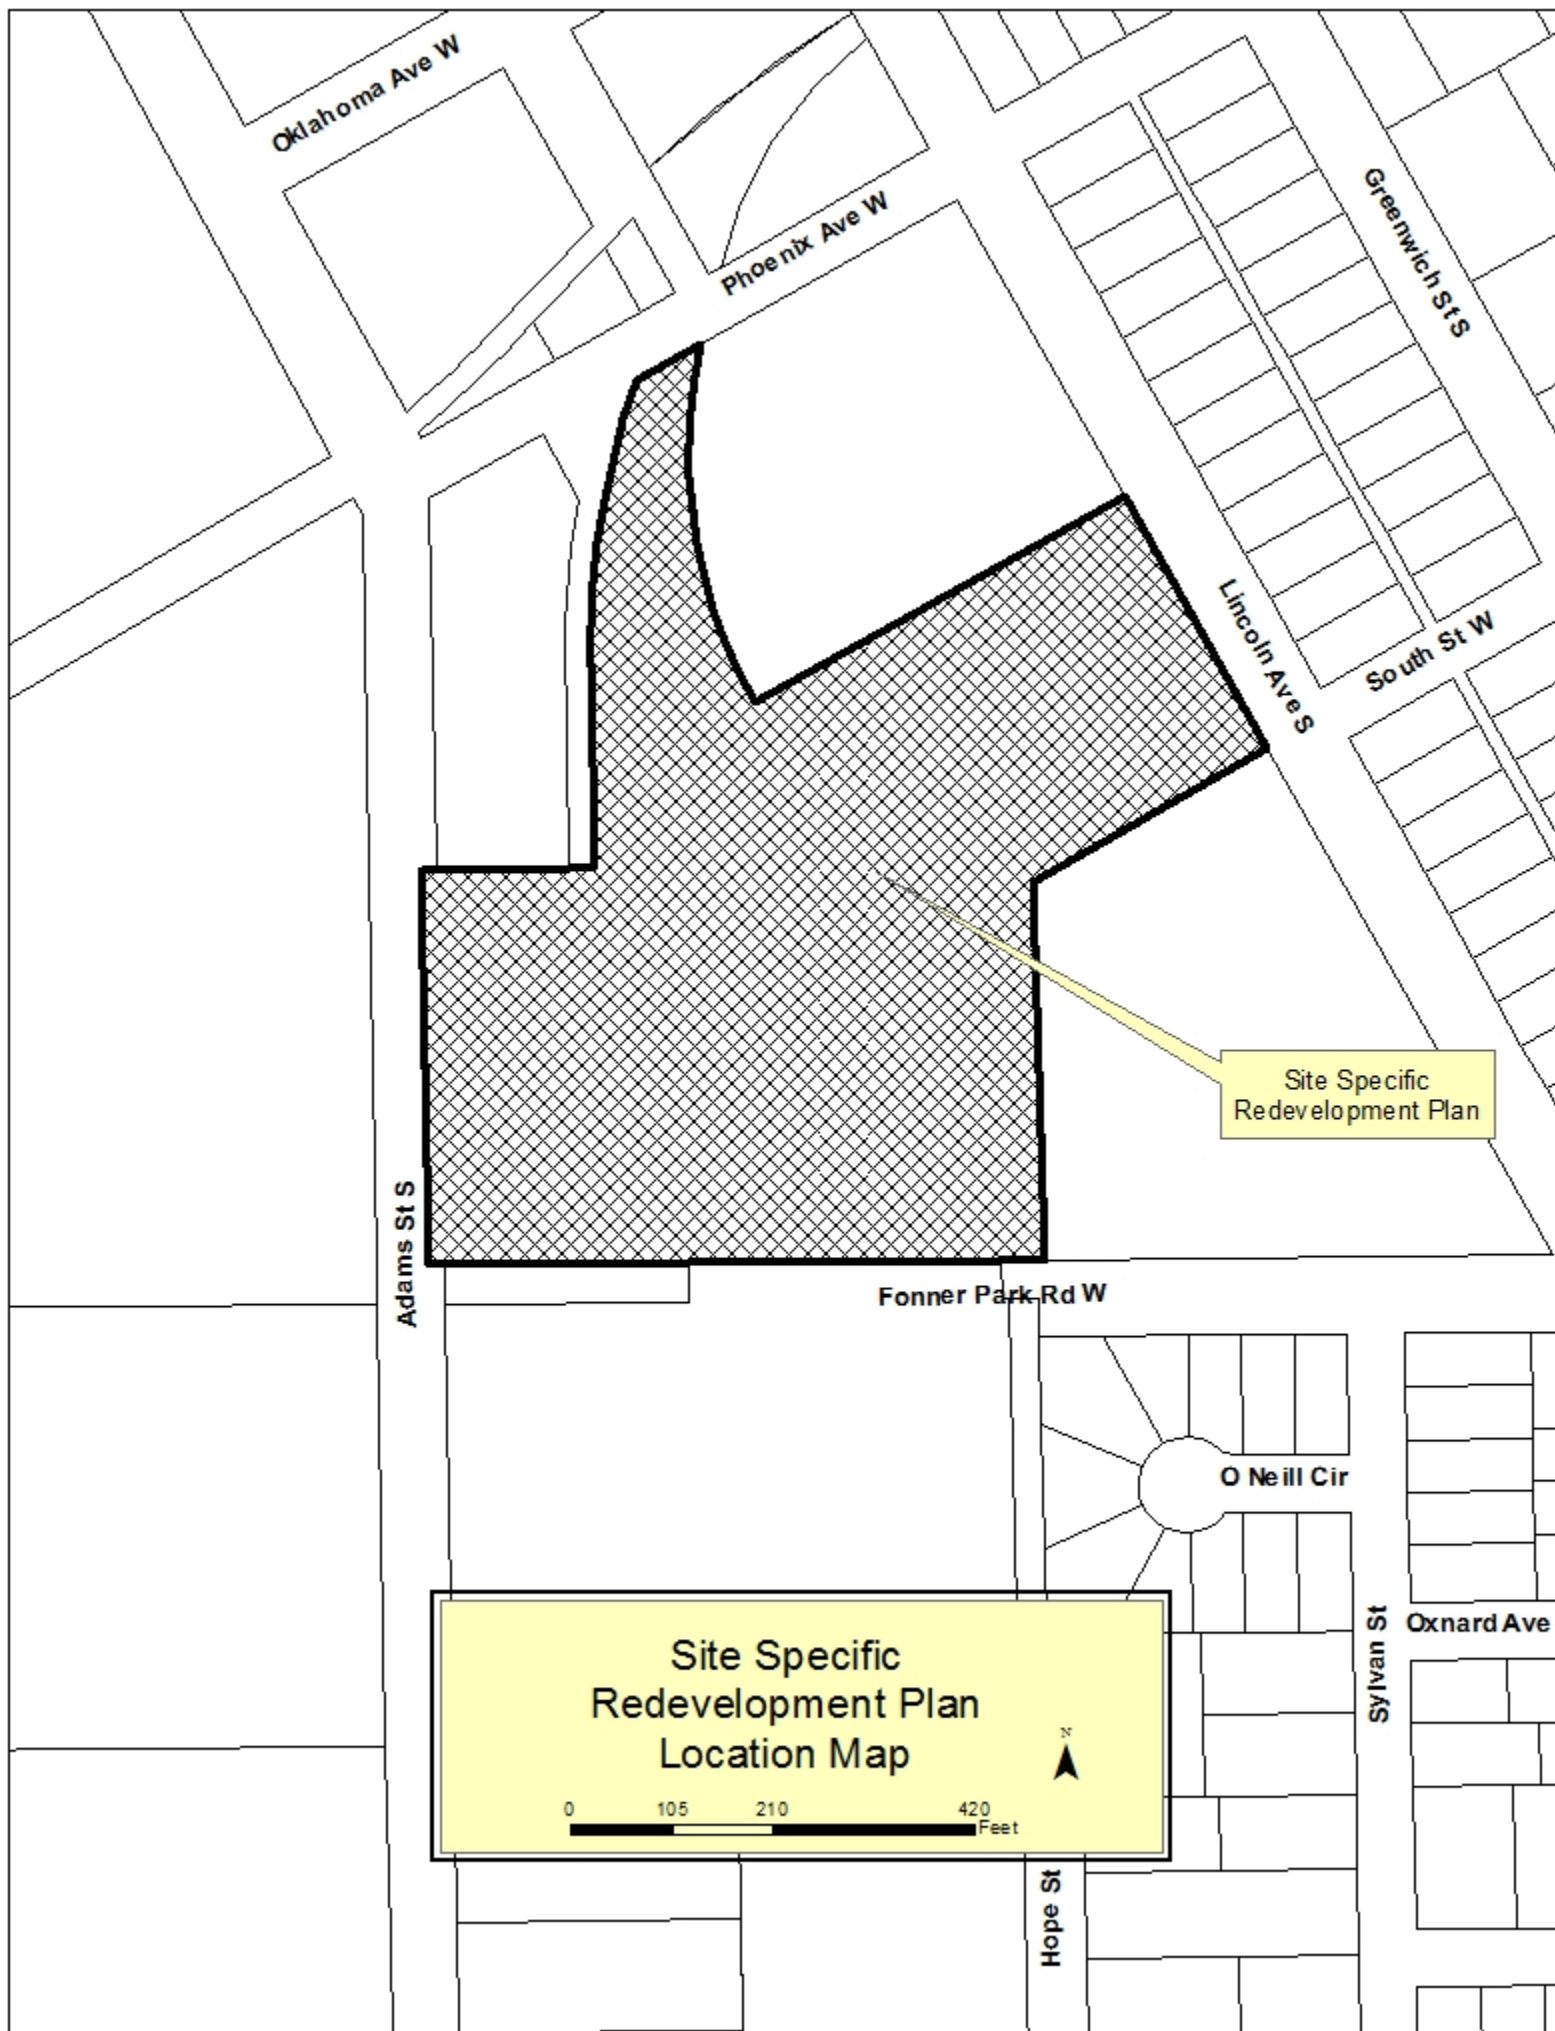 Oklahoma Ave W
Phoenix Ave W
Greenwich St S
Lincoln Ave S
South St W
Site Specific
Redevelopment Plan
Adams St S
Fonner Park Rd W
O Neill Cir
Sylvan St
Oxnard Ave
Site Specific
Redevelopment Plan
Location Map
N
0 105 210 420
Feet
Hope St